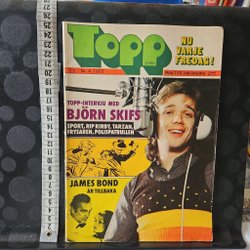 TOPP
NU
VARJE
FREDAG!
TOPP-INTERVJU MED
BJÖRN SKIFS
SPORT, RIP KIRBY, TARZAN,
FRYSAREN, POLISPATRULLEN
JAMES BOND
ÄR TILLBAKA